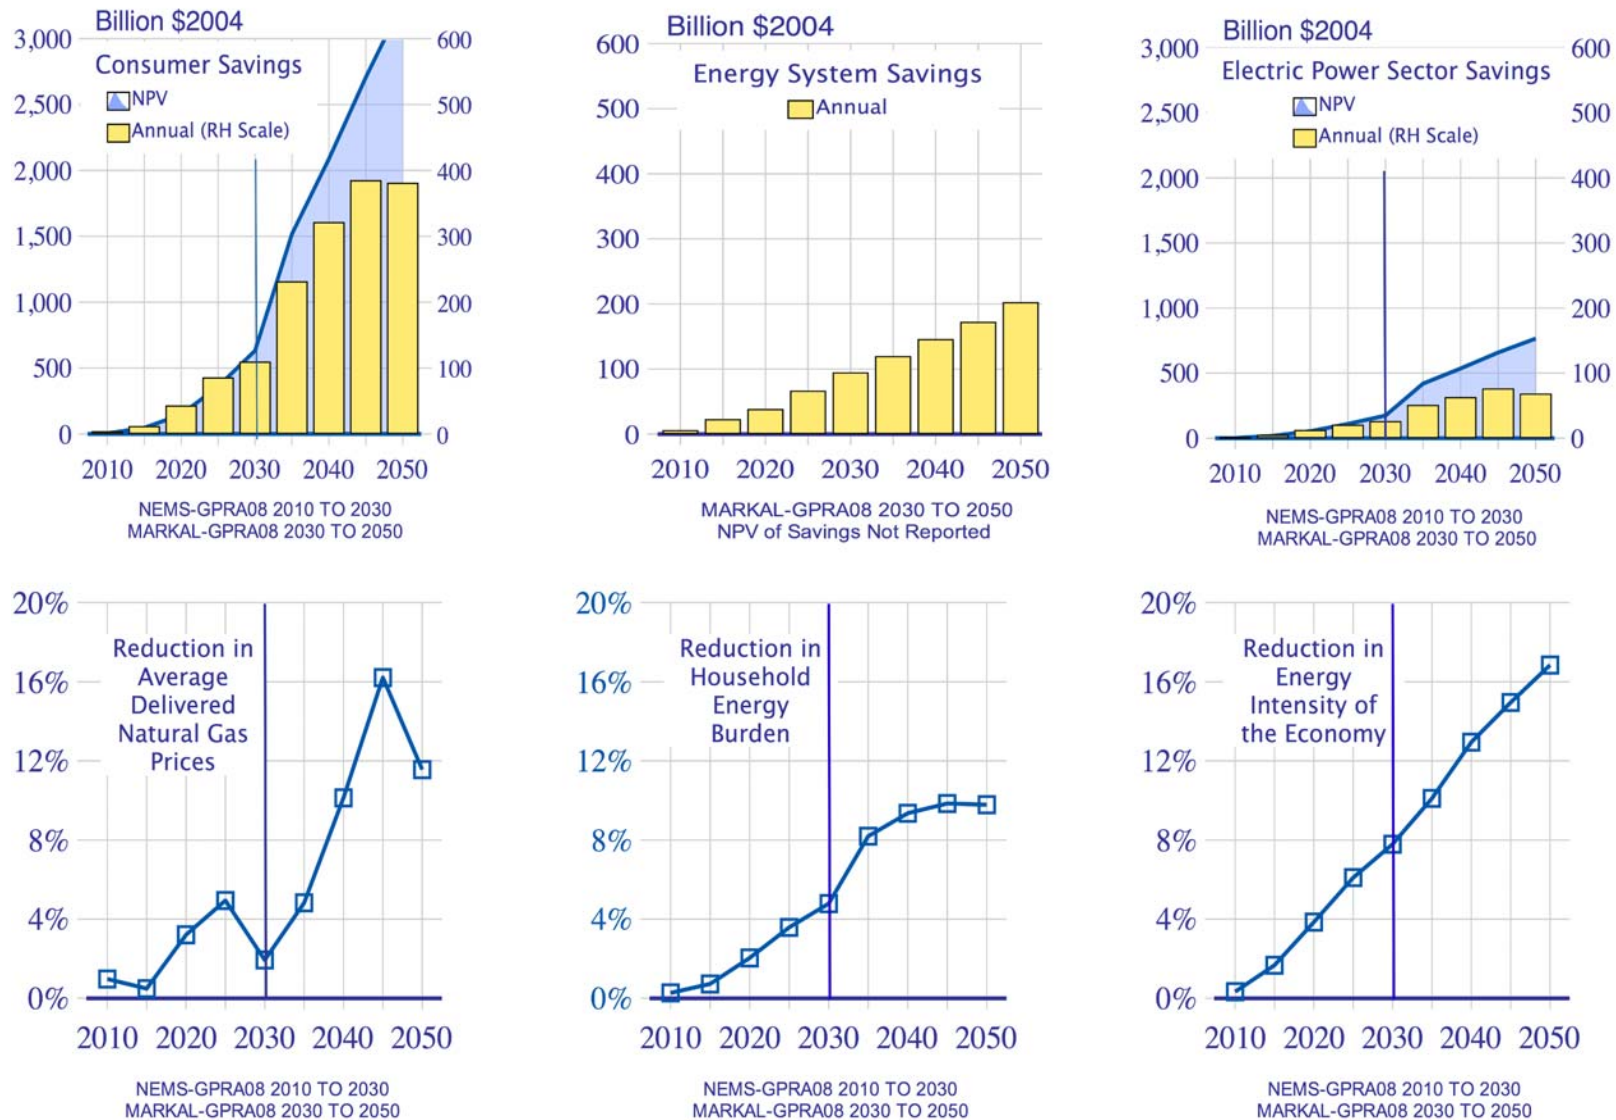 Billion $2004
3,000
2,500
2,000
1,500
1,000
500
0
600
500
400
300
200
100
0
Consumer Savings
NPV
Annual (RH Scale)
2010 2020 2030 2040 2050
NEMS-GPRA08 2010 TO 2030
MARKAL-GPRA08 2030 TO 2050
Billion $2004
600
500
400
300
200
100
0
Energy System Savings
Annual
2010 2020 2030 2040 2050
MARKAL-GPRA08 2030 TO 2050
NPV of Savings Not Reported
Billion $2004
3,000
2,500
2,000
1,500
1,000
500
0
600
500
400
300
200
100
0
Electric Power Sector Savings
NPV
Annual (RH Scale)
2010 2020 2030 2040 2050
NEMS-GPRA08 2010 TO 2030
MARKAL-GPRA08 2030 TO 2050
20%
16%
12%
8%
4%
0%
Reduction in
Average
Delivered
Natural Gas
Prices
2010 2020 2030 2040 2050
NEMS-GPRA08 2010 TO 2030
MARKAL-GPRA08 2030 TO 2050
20%
16%
12%
8%
4%
0%
Reduction in
Household
Energy
Burden
2010 2020 2030 2040 2050
NEMS-GPRA08 2010 TO 2030
MARKAL-GPRA08 2030 TO 2050
20%
16%
12%
8%
4%
0%
Reduction in
Energy
Intensity of
the Economy
2010 2020 2030 2040 2050
NEMS-GPRA08 2010 TO 2030
MARKAL-GPRA08 2030 TO 2050